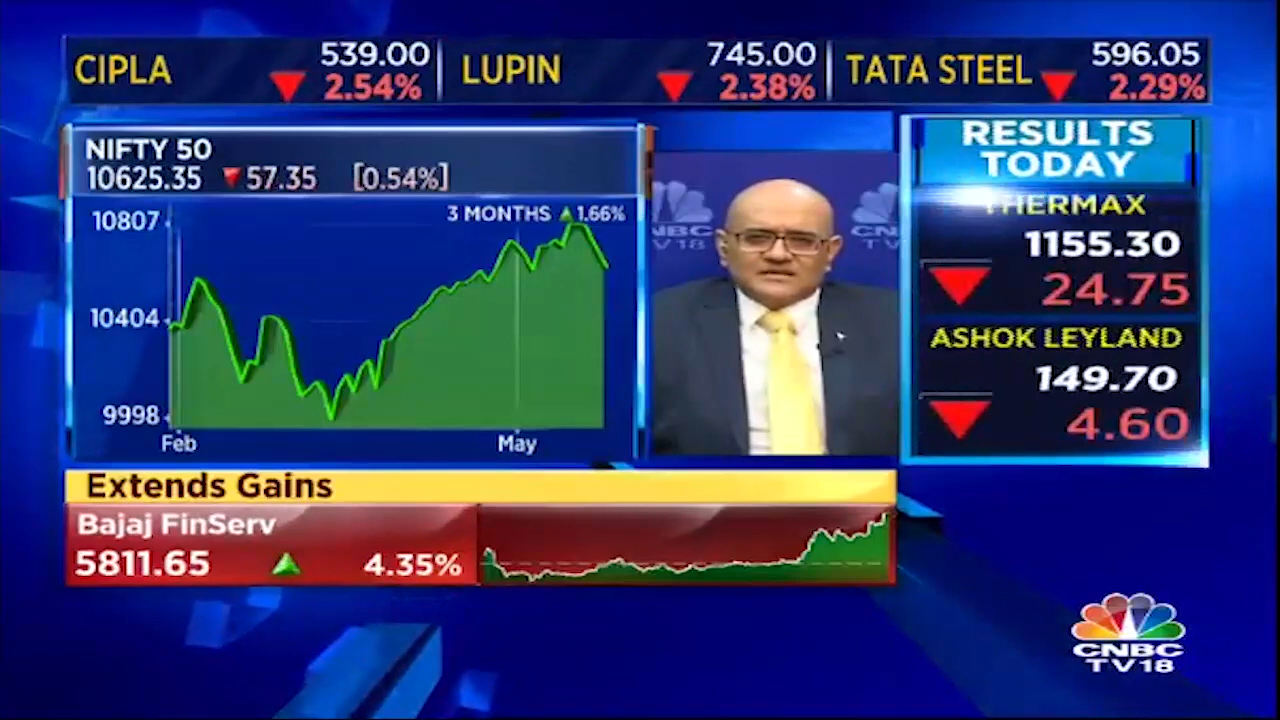 CIPLA 539.00 2.54%
LUPIN 745.00 2.38%
TATA STEEL 596.05 2.29%
NIFTY 50
10625.35 57.35 [0.54%]
3 MONTHS 1.66%
10807
10404
9998
Feb May
CNBC
TV18
RESULTS
TODAY
THERMAX
1155.30
24.75
ASHOK LEYLAND
149.70
4.60
Extends Gains
Bajaj FinServ
5811.65 4.35%
CNBC
TV18